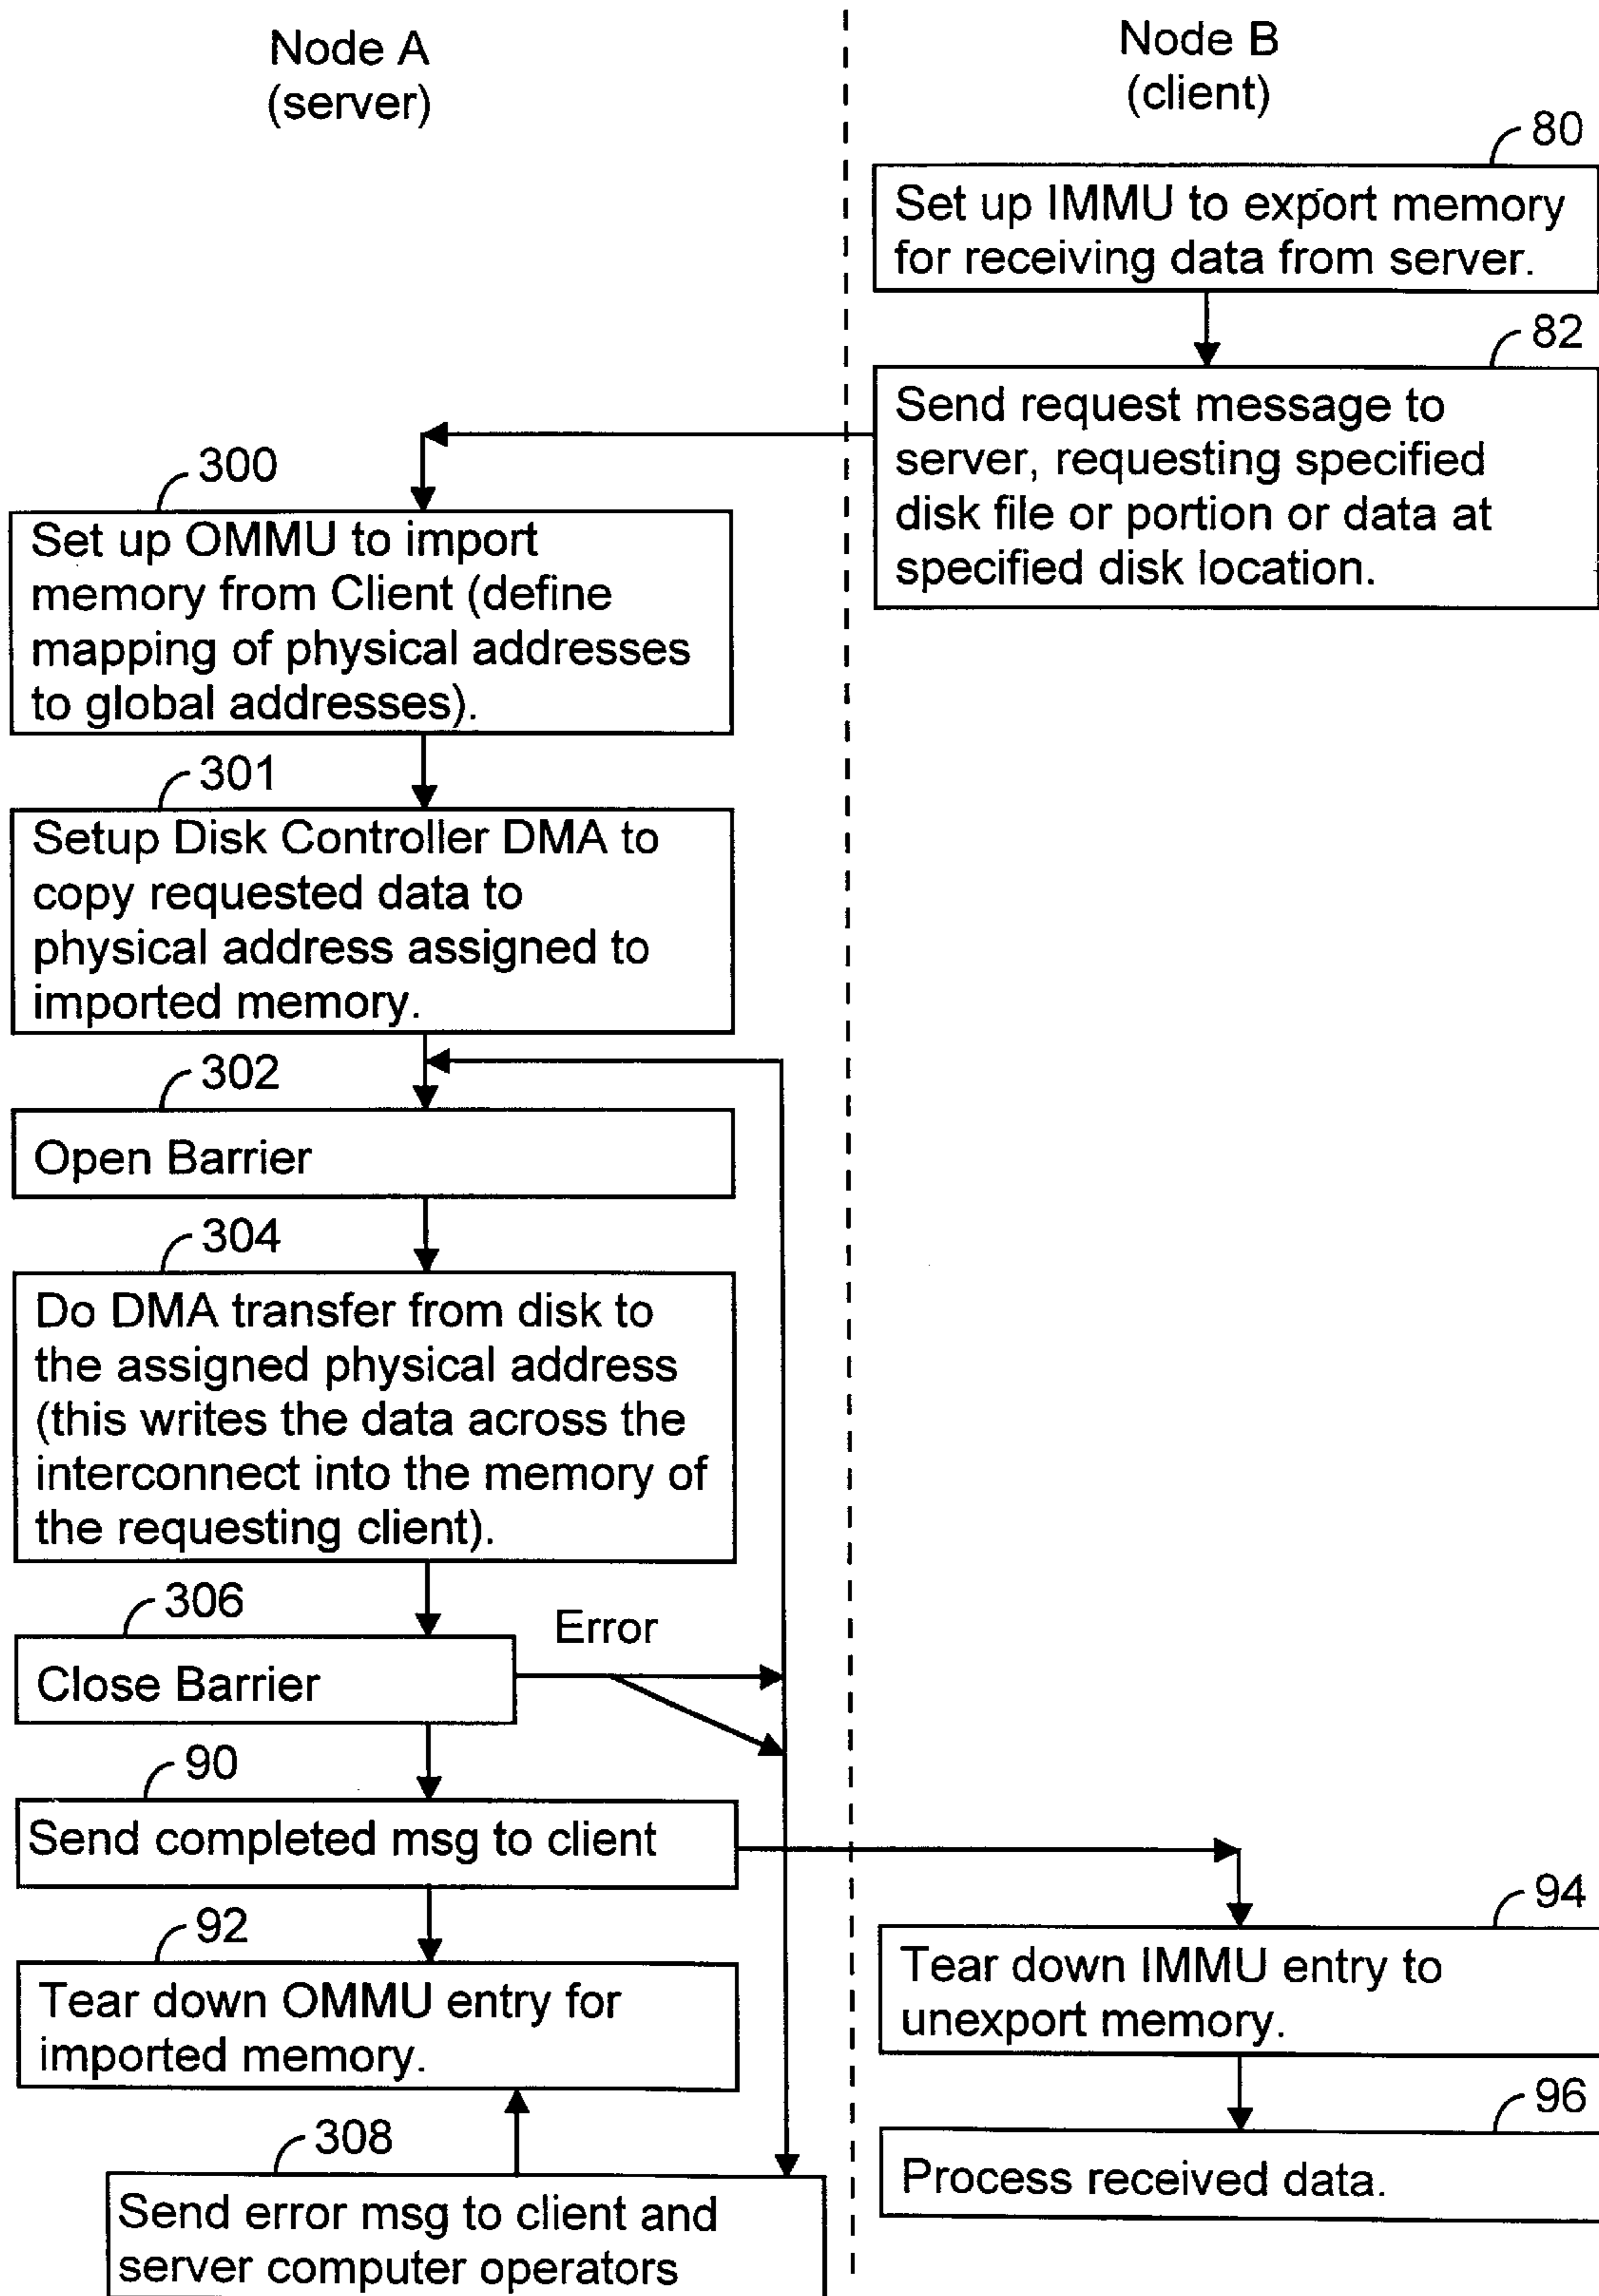 Node A
(server)
Node B
(client)
80
Set up IMMU to export memory
for receiving data from server.
82
Send request message to
server, requesting specified
disk file or portion or data at
specified disk location.
300
Set up OMMU to import
memory from Client (define
mapping of physical addresses
to global addresses).
301
Setup Disk Controller DMA to
copy requested data to
physical address assigned to
imported memory.
302
Open Barrier
304
Do DMA transfer from disk to
the assigned physical address
(this writes the data across the
interconnect into the memory of
the requesting client).
306
Error
Close Barrier
90
Send completed msg to client
92
Tear down OMMU entry for
imported memory.
94
Tear down IMMU entry to
unexport memory.
96
Process received data.
308
Send error msg to client and
server computer operators